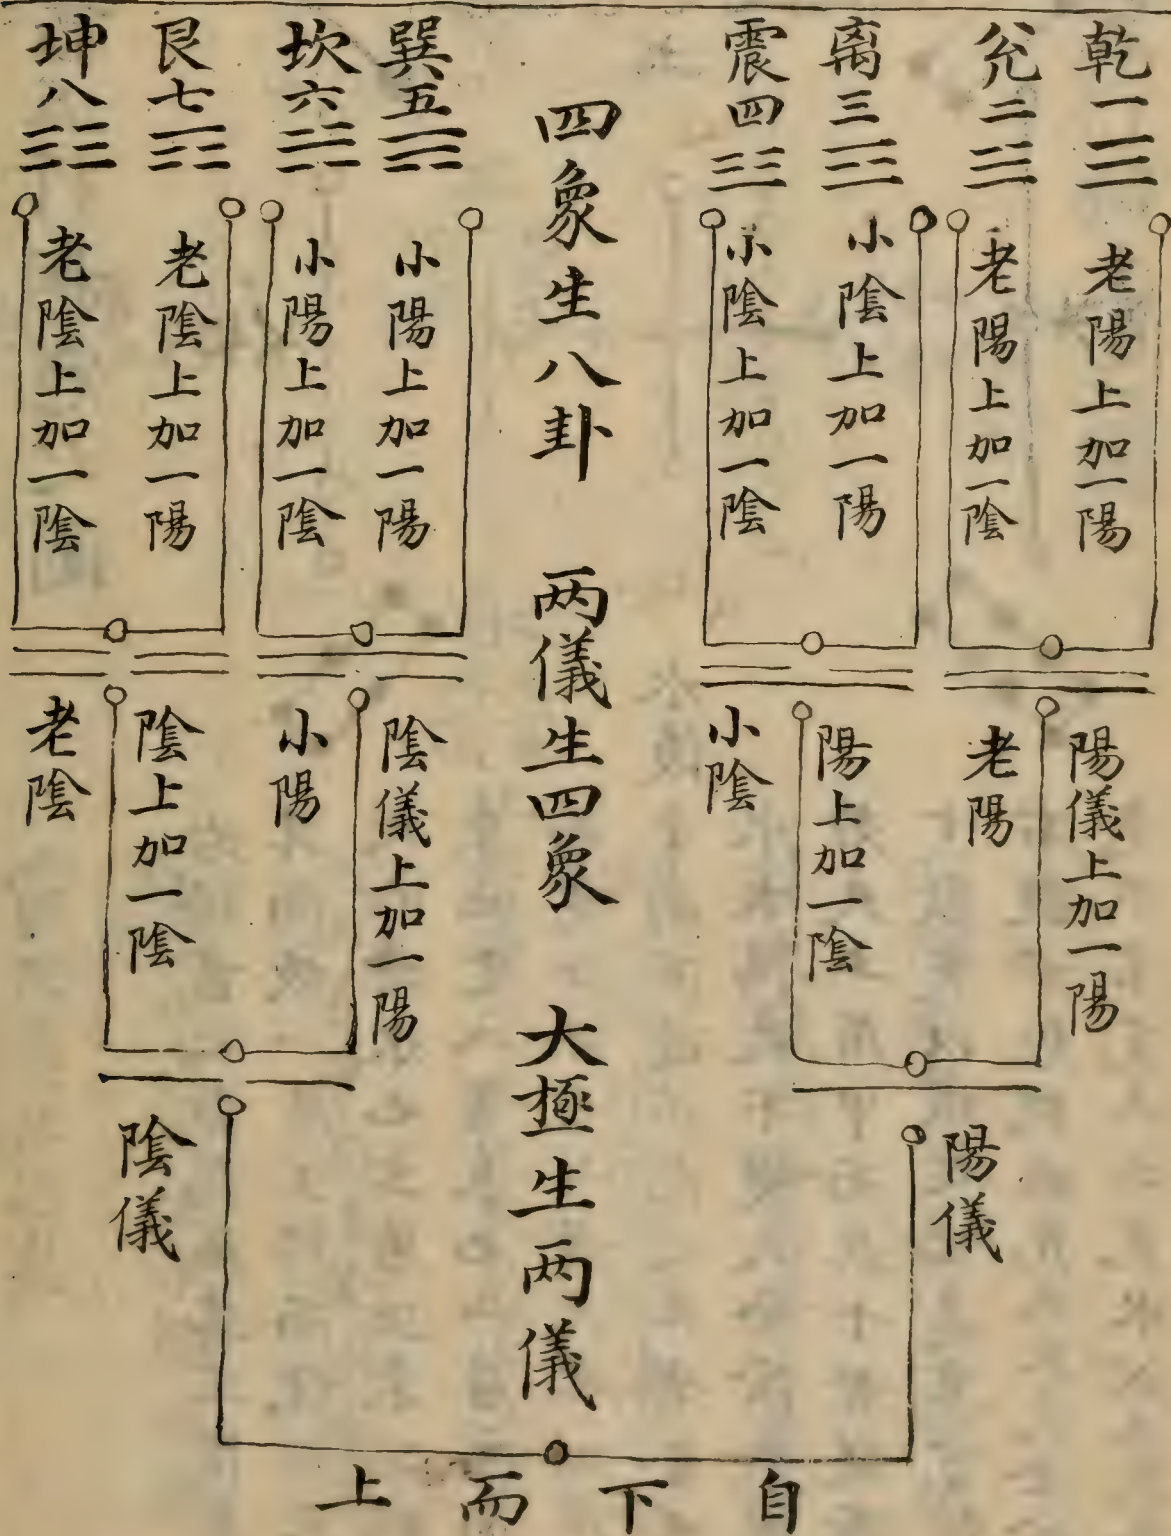 乾一
兌二
离三
震四
巽五
坎六
艮七
坤八
老陽上加一陽
老陽上加一陰
小陰上加一陽
小陰上加一陰
四象生八卦
小陽上加一陽
小陽上加一陰
老陰上加一陽
老陰上加一陰
陽儀上加一陽
老陽
陽上加一陰
小陰
两儀生四象
陰儀上加一陽
小陽
陰上加一陰
老陰
陽儀
大極生两儀
陰儀
自下而上